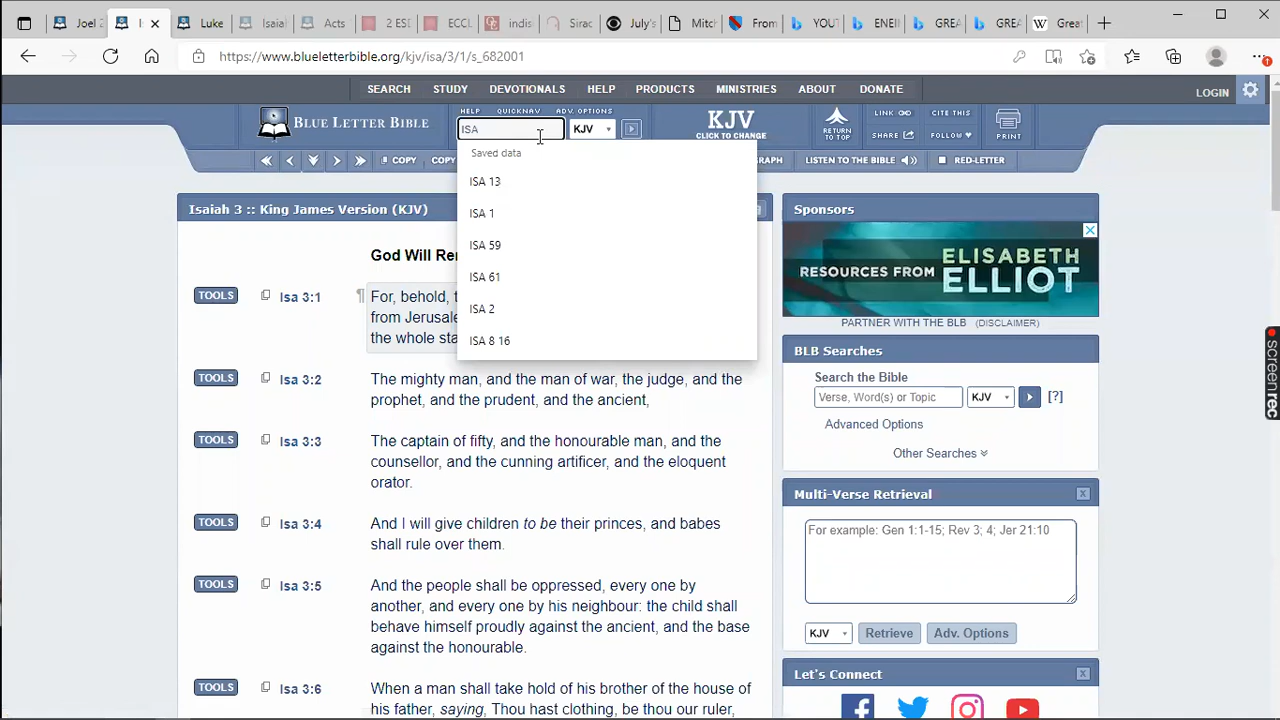 Joel 2
I
Luke
Isaia
Acts
2 ESD
ECCL
indis
Sirac
July's
Mitch
From
YOUT
ENEN
GREA
GREA
Great
https://www.blueletterbible.org/kjv/isa/3/1/s_682001
SEARCH STUDY DEVOTIONALS HELP PRODUCTS MINISTRIES ABOUT DONATE
LOGIN
BLUE LETTER BIBLE
HELP QUICKNAV ADV. OPTIONS
ISA
KJV
KJV
CLICK TO CHANGE
RETURN
TO TOP
LINK
SHARE
FOLLOW
PRINT
COPY
COPY
GRAPH
LISTEN TO THE BIBLE
RED-LETTER
Saved data
ISA 13
ISA 1
ISA 59
ISA 61
ISA 2
ISA 8 16
Isaiah 3 :: King James Version (KJV)
God Will Re
TOOLS Isa 3:1 ¶ For, behold, t
from Jerusale
the whole sta
TOOLS Isa 3:2 The mighty man, and the man of war, the judge, and the
prophet, and the prudent, and the ancient,
TOOLS Isa 3:3 The captain of fifty, and the honourable man, and the
counsellor, and the cunning artificer, and the eloquent
orator.
TOOLS Isa 3:4 And I will give children to be their princes, and babes
shall rule over them.
TOOLS Isa 3:5 And the people shall be oppressed, every one by
another, and every one by his neighbour: the child shall
behave himself proudly against the ancient, and the base
against the honourable.
TOOLS Isa 3:6 When a man shall take hold of his brother of the house of
his father, saying, Thou hast clothing, be thou our ruler,
Sponsors
RESOURCES FROM ELISABETH
ELLIOT
PARTNER WITH THE BLB (DISCLAIMER)
BLB Searches
Search the Bible
Verse, Word(s) or Topic KJV [?]
Advanced Options
Other Searches
Multi-Verse Retrieval
For example: Gen 1:1-15; Rev 3; 4; Jer 21:10
KJV Retrieve Adv. Options
Let's Connect
screenrec